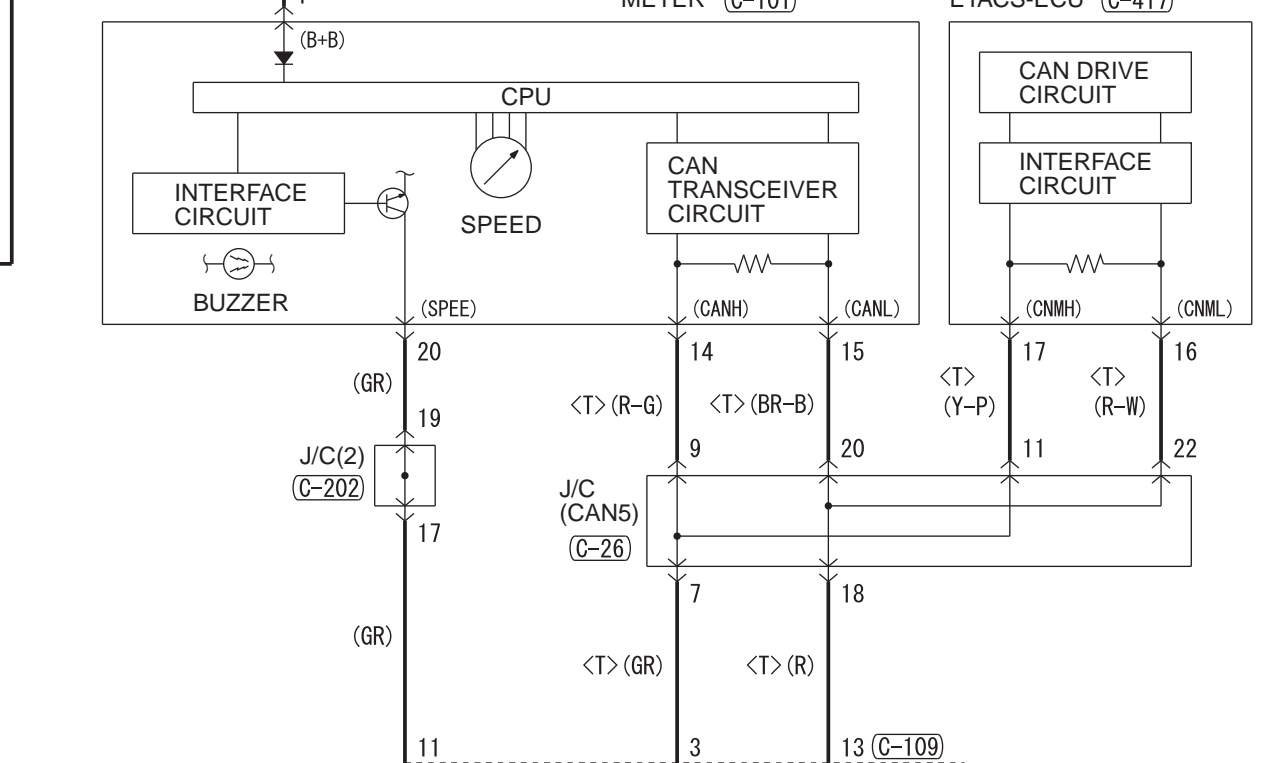 METER (C-101)
ETACS-ECU (C-417)
(B+B)
CPU
CAN DRIVE
CIRCUIT
INTERFACE
CIRCUIT
SPEED
CAN
TRANSCEIVER
CIRCUIT
INTERFACE
CIRCUIT
BUZZER
(SPEE)
(CANH)
(CANL)
(CNMH)
(CNML)
20
14
15
17
16
(GR)
<T>(R-G)
<T>(BR-B)
<T>
(Y-P)
<T>
(R-W)
19
9
20
11
22
J/C(2)
(C-202)
J/C
(CAN5)
(C-26)
17
7
18
(GR)
<T>(GR)
<T>(R)
11
3
13 (C-109)